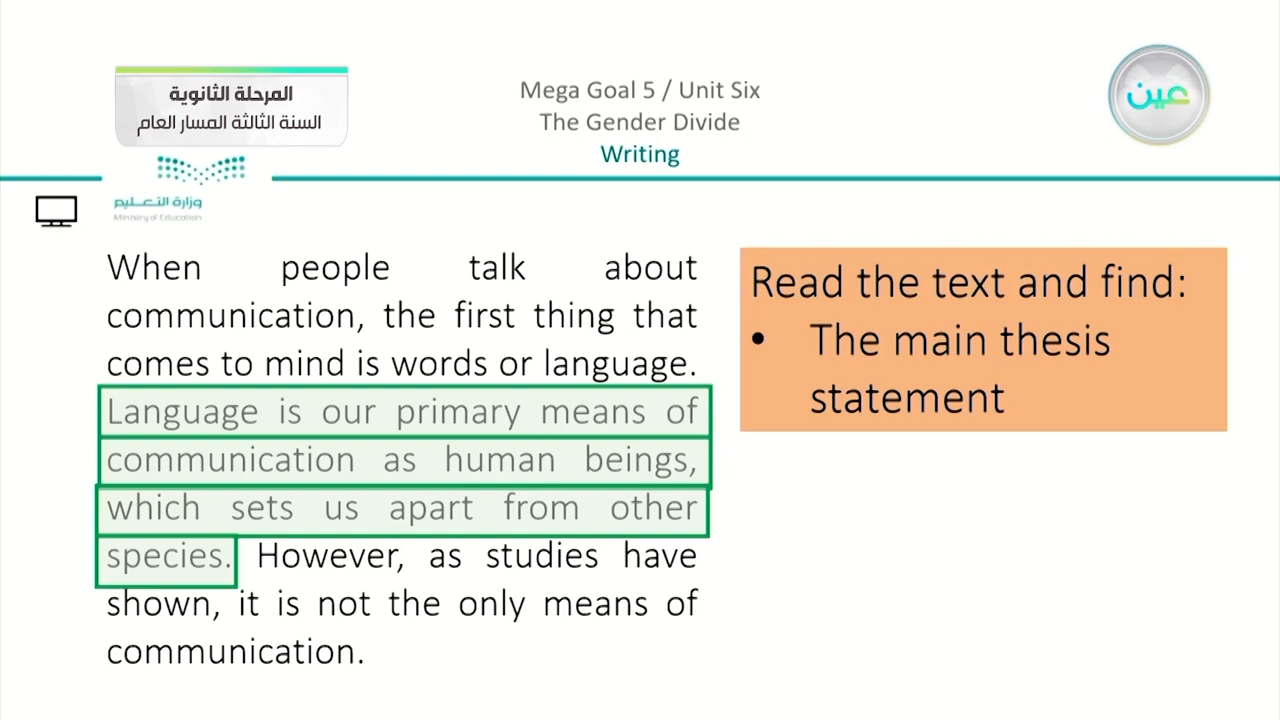 المرحلة الثانوية
السنة الثالثة المسار العام
Mega Goal 5 / Unit Six
The Gender Divide
Writing
عين
وزارة التعليم
Ministry of Education
When people talk about
communication, the first thing that
comes to mind is words or language.
Language is our primary means of
communication as human beings,
which sets us apart from other
species. However, as studies have
shown, it is not the only means of
communication.
Read the text and find:
• The main thesis
statement